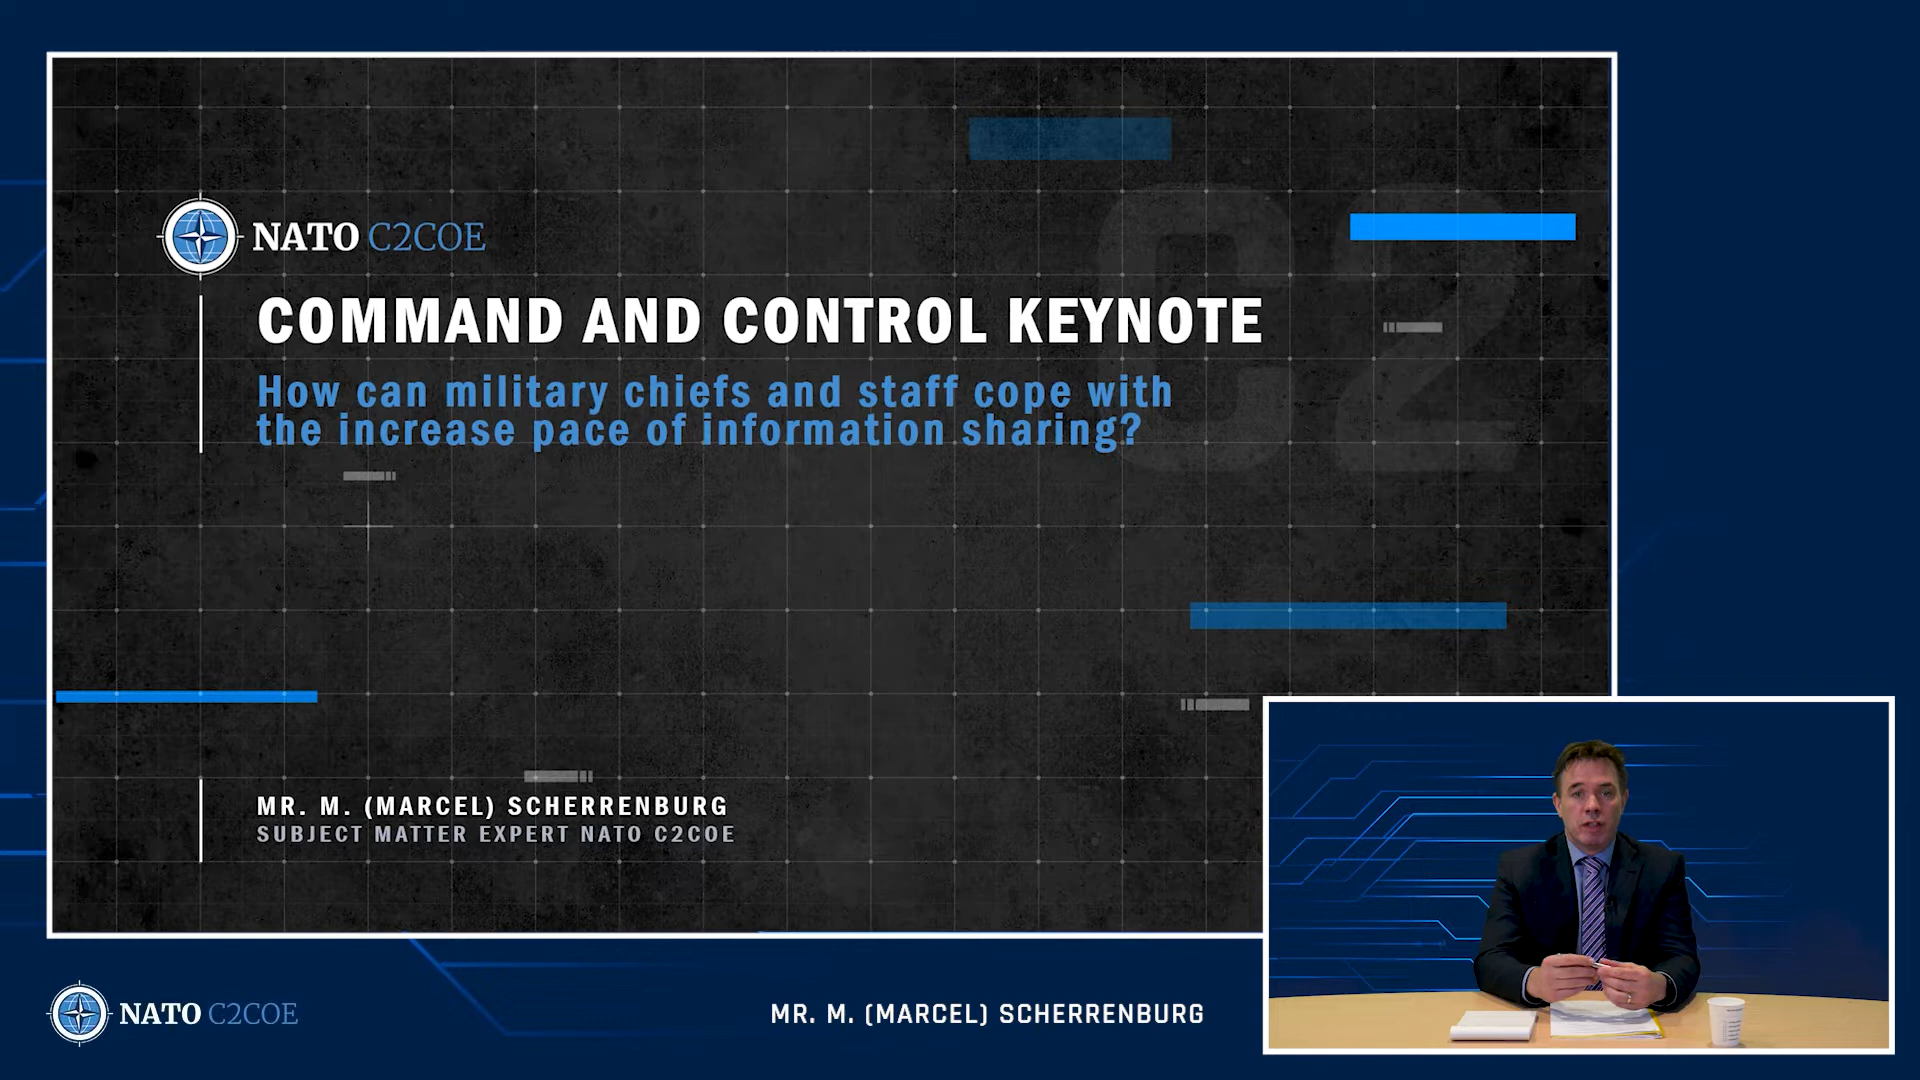 NATO C2COE
C2
COMMAND AND CONTROL KEYNOTE
How can military chiefs and staff cope with
the increase pace of information sharing?
MR. M. (MARCEL) SCHERRENBURG
SUBJECT MATTER EXPERT NATO C2COE
NATO C2COE
MR. M. (MARCEL) SCHERRENBURG